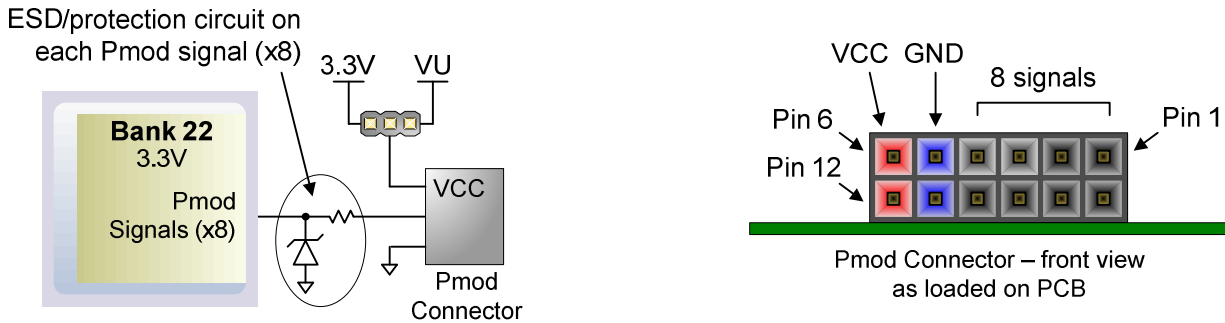 ESD/protection circuit on
each Pmod signal (x8)
3.3V
VU
Bank 22
3.3V
Pmod
Signals (x8)
VCC
Pmod
Connector
VCC
GND
8 signals
Pin 6
Pin 1
Pin 12
Pmod Connector – front view
as loaded on PCB